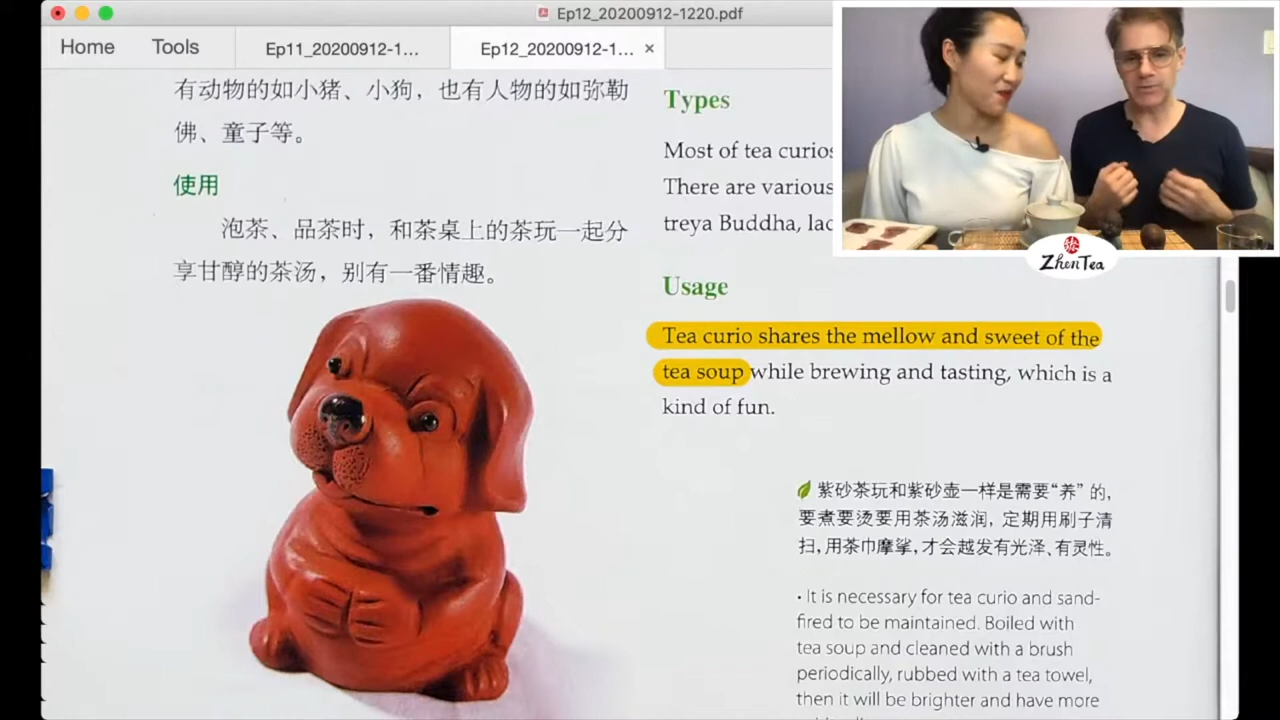 Ep12_20200912-1220.pdf
Home
Tools
Ep11_20200912-1...
Ep12_20200912-1... ×
有动物的如小猪、小狗，也有人物的如弥勒
佛、童子等。
使用
泡茶、品茶时，和茶桌上的茶玩一起分
享甘醇的茶汤，别有一番情趣。
Types
Most of tea curios
There are various
treya Buddha, lac
ZhenTea
Usage
Tea curio shares the mellow and sweet of the
tea soup while brewing and tasting, which is a
kind of fun.
紫砂茶玩和紫砂壶一样是需要“养”的，
要煮要烫要用茶汤滋润，定期用刷子清
扫，用茶巾摩挲，才会越发有光泽、有灵性。
• It is necessary for tea curio and sand-
fired to be maintained. Boiled with
tea soup and cleaned with a brush
periodically, rubbed with a tea towel,
then it will be brighter and have more